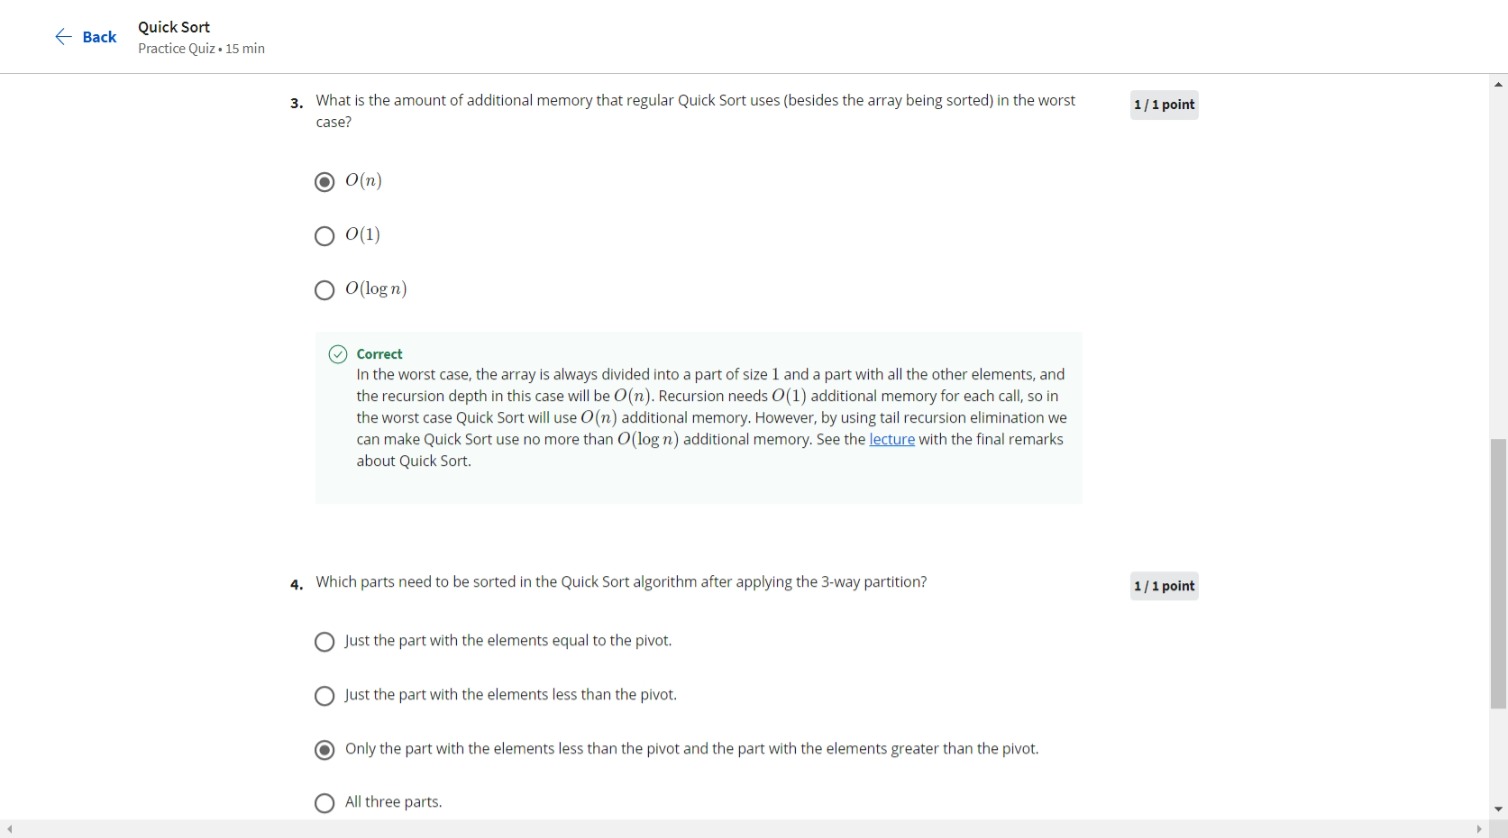 Back
Quick Sort
Practice Quiz • 15 min
3. What is the amount of additional memory that regular Quick Sort uses (besides the array being sorted) in the worst
case?
1 / 1 point
O(n)
O(1)
O(log n)
Correct
In the worst case, the array is always divided into a part of size 1 and a part with all the other elements, and
the recursion depth in this case will be O(n). Recursion needs O(1) additional memory for each call, so in
the worst case Quick Sort will use O(n) additional memory. However, by using tail recursion elimination we
can make Quick Sort use no more than O(log n) additional memory. See the lecture with the final remarks
about Quick Sort.
4. Which parts need to be sorted in the Quick Sort algorithm after applying the 3-way partition?
1 / 1 point
Just the part with the elements equal to the pivot.
Just the part with the elements less than the pivot.
Only the part with the elements less than the pivot and the part with the elements greater than the pivot.
All three parts.